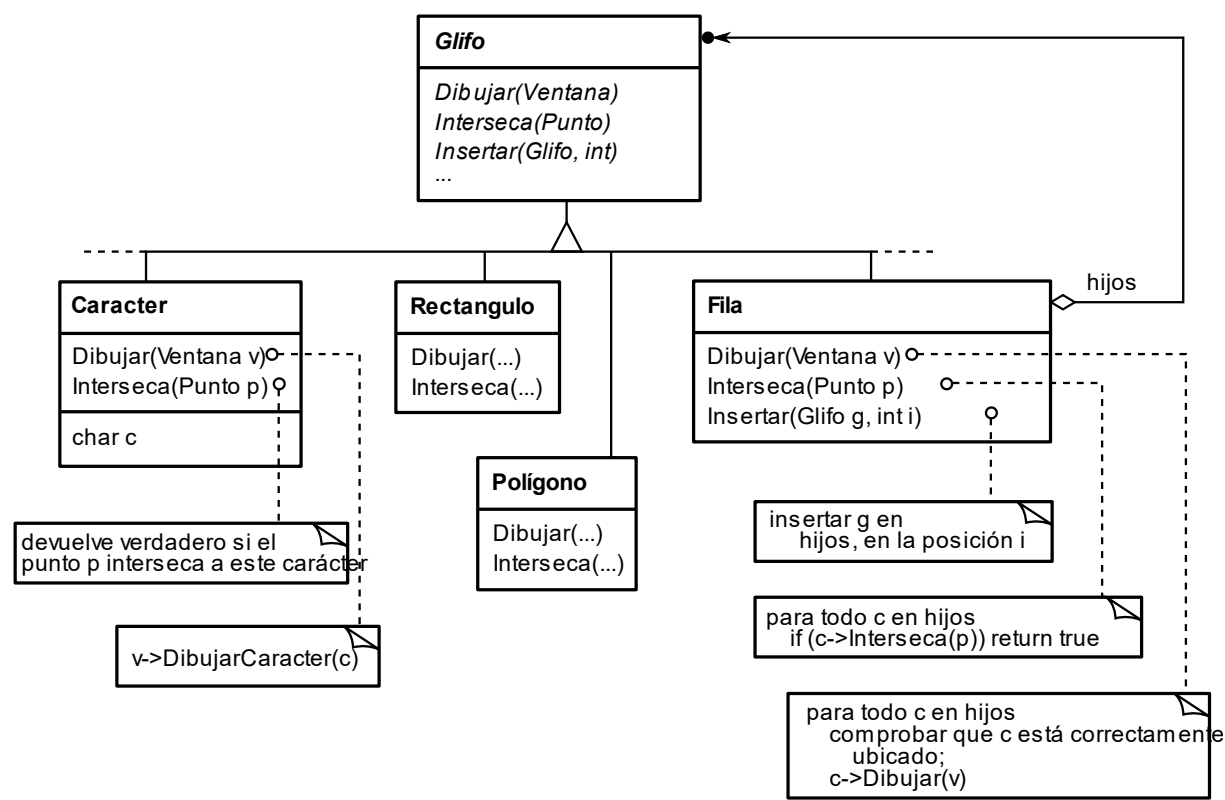 Glifo
Dibujar(Ventana)
Interseca(Punto)
Insertar(Glifo, int)
...
hijos
Caracter
Dibujar(Ventana v)
Interseca(Punto p)
char c
Rectangulo
Dibujar(...)
Interseca(...)
Fila
Dibujar(Ventana v)
Interseca(Punto p)
Insertar(Glifo g, int i)
Polígono
Dibujar(...)
Interseca(...)
devuelve verdadero si el
punto p interseca a este carácter
v->DibujarCaracter(c)
insertar g en
hijos, en la posición i
para todo c en hijos
if (c->Interseca(p)) return true
para todo c en hijos
comprobar que c está correctamente
ubicado;
c->Dibujar(v)